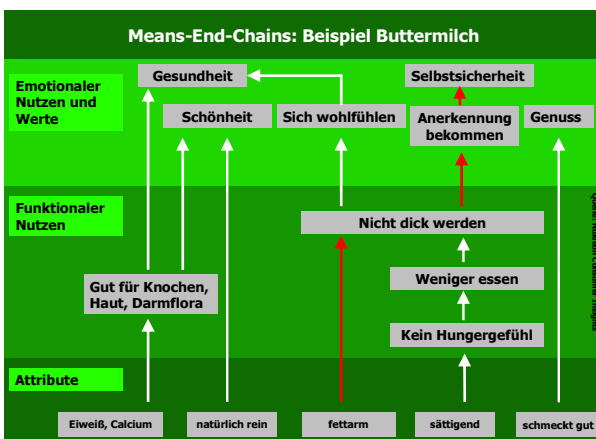 Means-End-Chains: Beispiel Buttermilch
Emotionaler
Nutzen und
Werte
Gesundheit
Selbstsicherheit
Schönheit
Sich wohlfühlen
Anerkennung
bekommen
Genuss
Funktionaler
Nutzen
Nicht dick werden
Weniger essen
Gut für Knochen,
Haut, Darmflora
Kein Hungergefühl
Attribute
Eiweiß, Calcium
natürlich rein
fettarm
sättigend
schmeckt gut